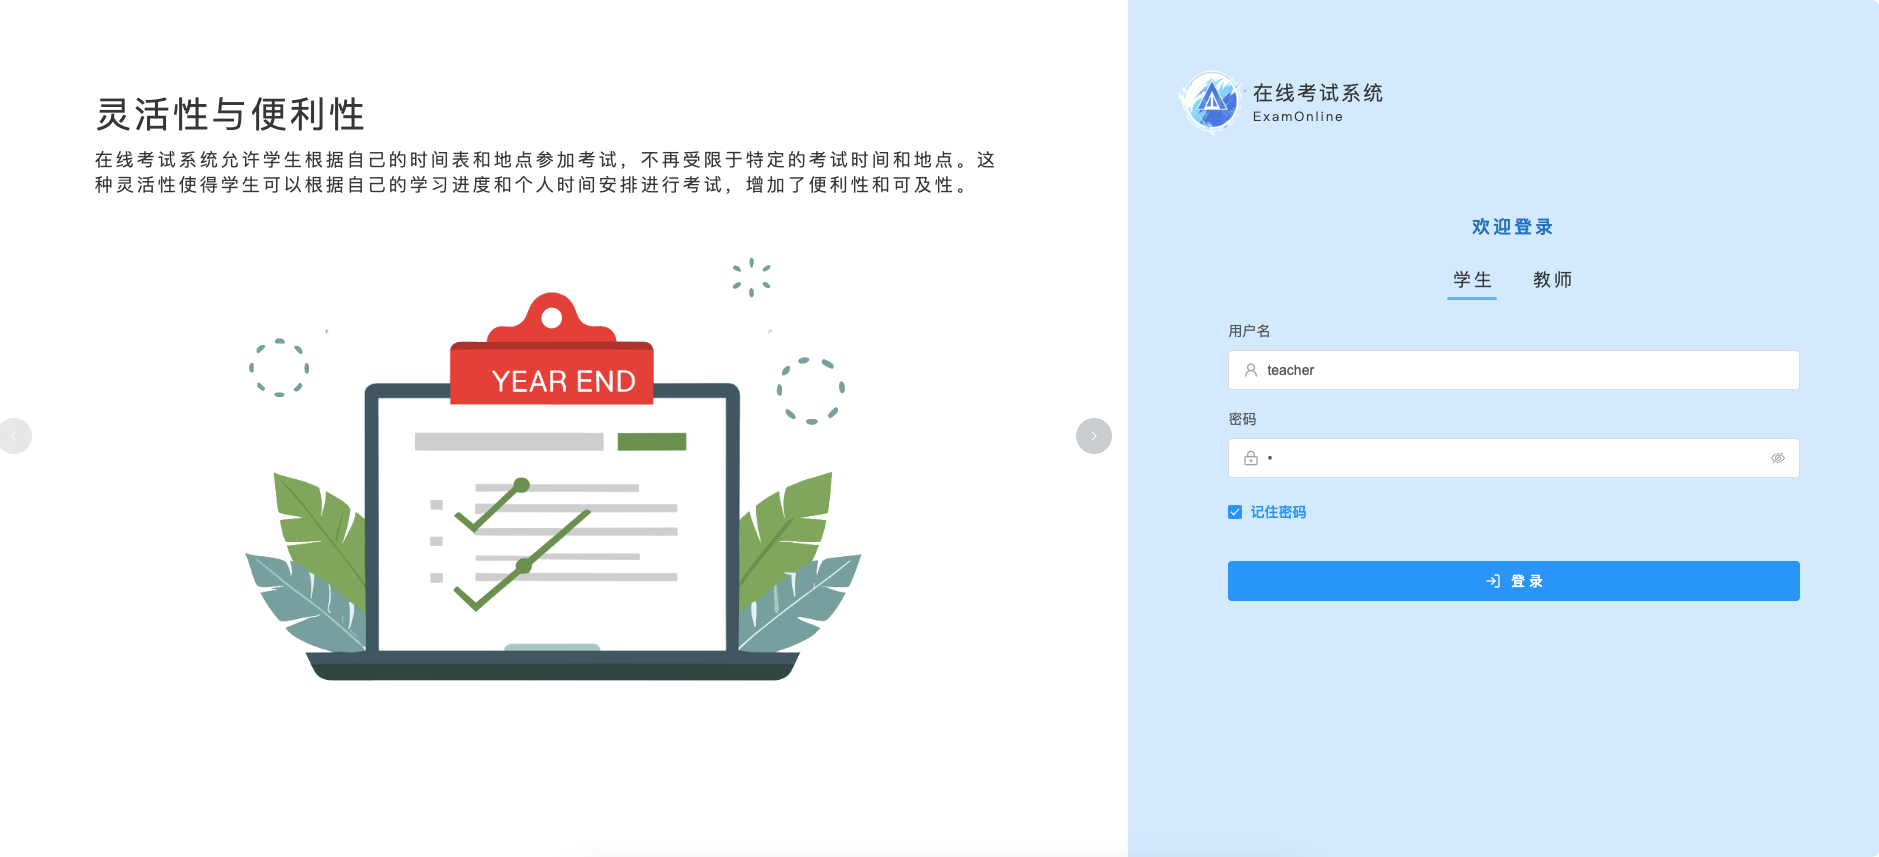 灵活性与便利性
在线考试系统允许学生根据自己的时间表和地点参加考试，不再受限于特定的考试时间和地点。这
种灵活性使得学生可以根据自己的学习进度和个人时间安排进行考试，增加了便利性和可及性。
YEAR END
在线考试系统
ExamOnline
欢迎登录
学生 教师
用户名
teacher
密码
•
记住密码
登录